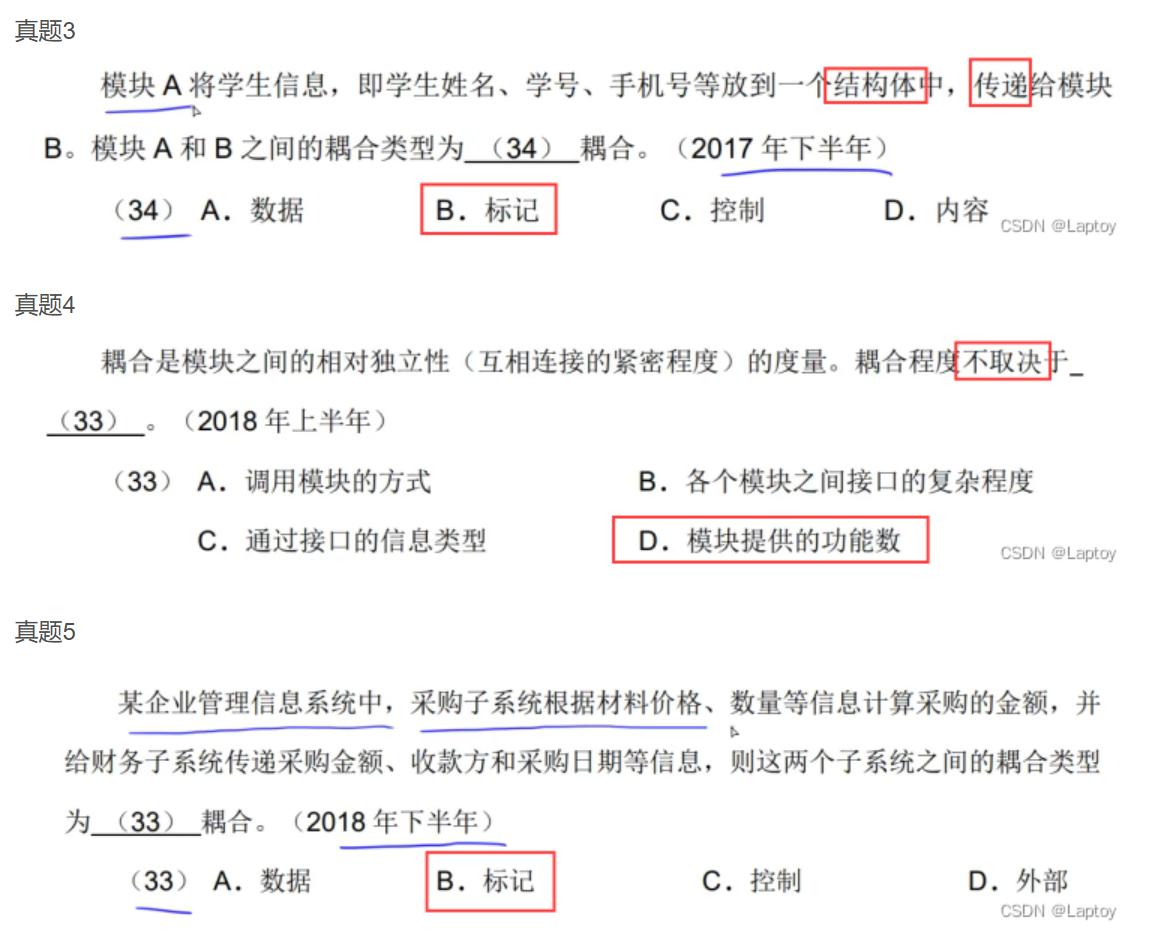 真题3
模块 A 将学生信息，即学生姓名、学号、手机号等放到一个结构体中，传递给模块
B。模块 A 和 B 之间的耦合类型为 （34） 耦合。（2017 年下半年）
（34） A．数据 B．标记 C．控制 D．内容
CSDN @Laptoy
真题4
耦合是模块之间的相对独立性（互相连接的紧密程度）的度量。耦合程度不取决于_
（33） 。（2018 年上半年）
（33） A．调用模块的方式 B．各个模块之间接口的复杂程度
C．通过接口的信息类型 D．模块提供的功能数
CSDN @Laptoy
真题5
某企业管理信息系统中，采购子系统根据材料价格、数量等信息计算采购的金额，并
给财务子系统传递采购金额、收款方和采购日期等信息，则这两个子系统之间的耦合类型
为 （33） 耦合。（2018 年下半年）
（33） A．数据 B．标记 C．控制 D．外部
CSDN @Laptoy